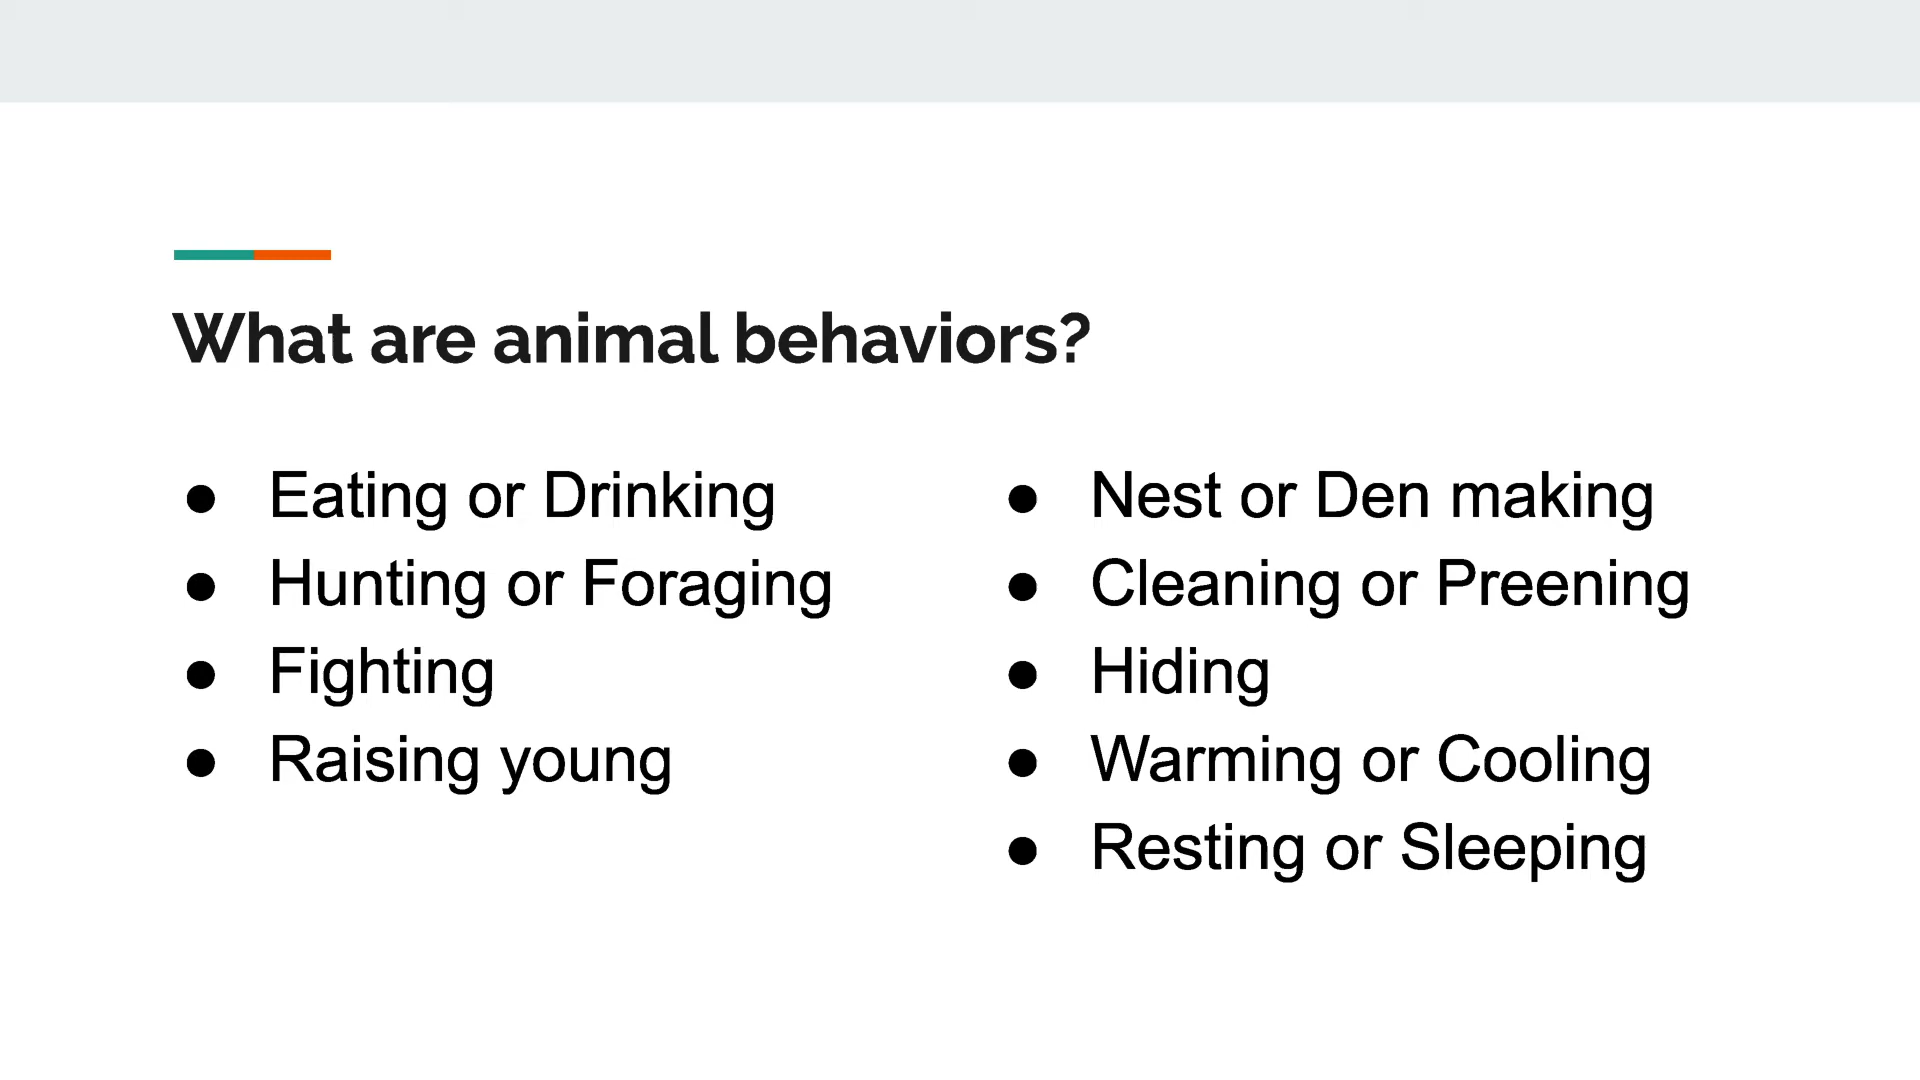 What are animal behaviors?
● Eating or Drinking
● Hunting or Foraging
● Fighting
● Raising young
● Nest or Den making
● Cleaning or Preening
● Hiding
● Warming or Cooling
● Resting or Sleeping